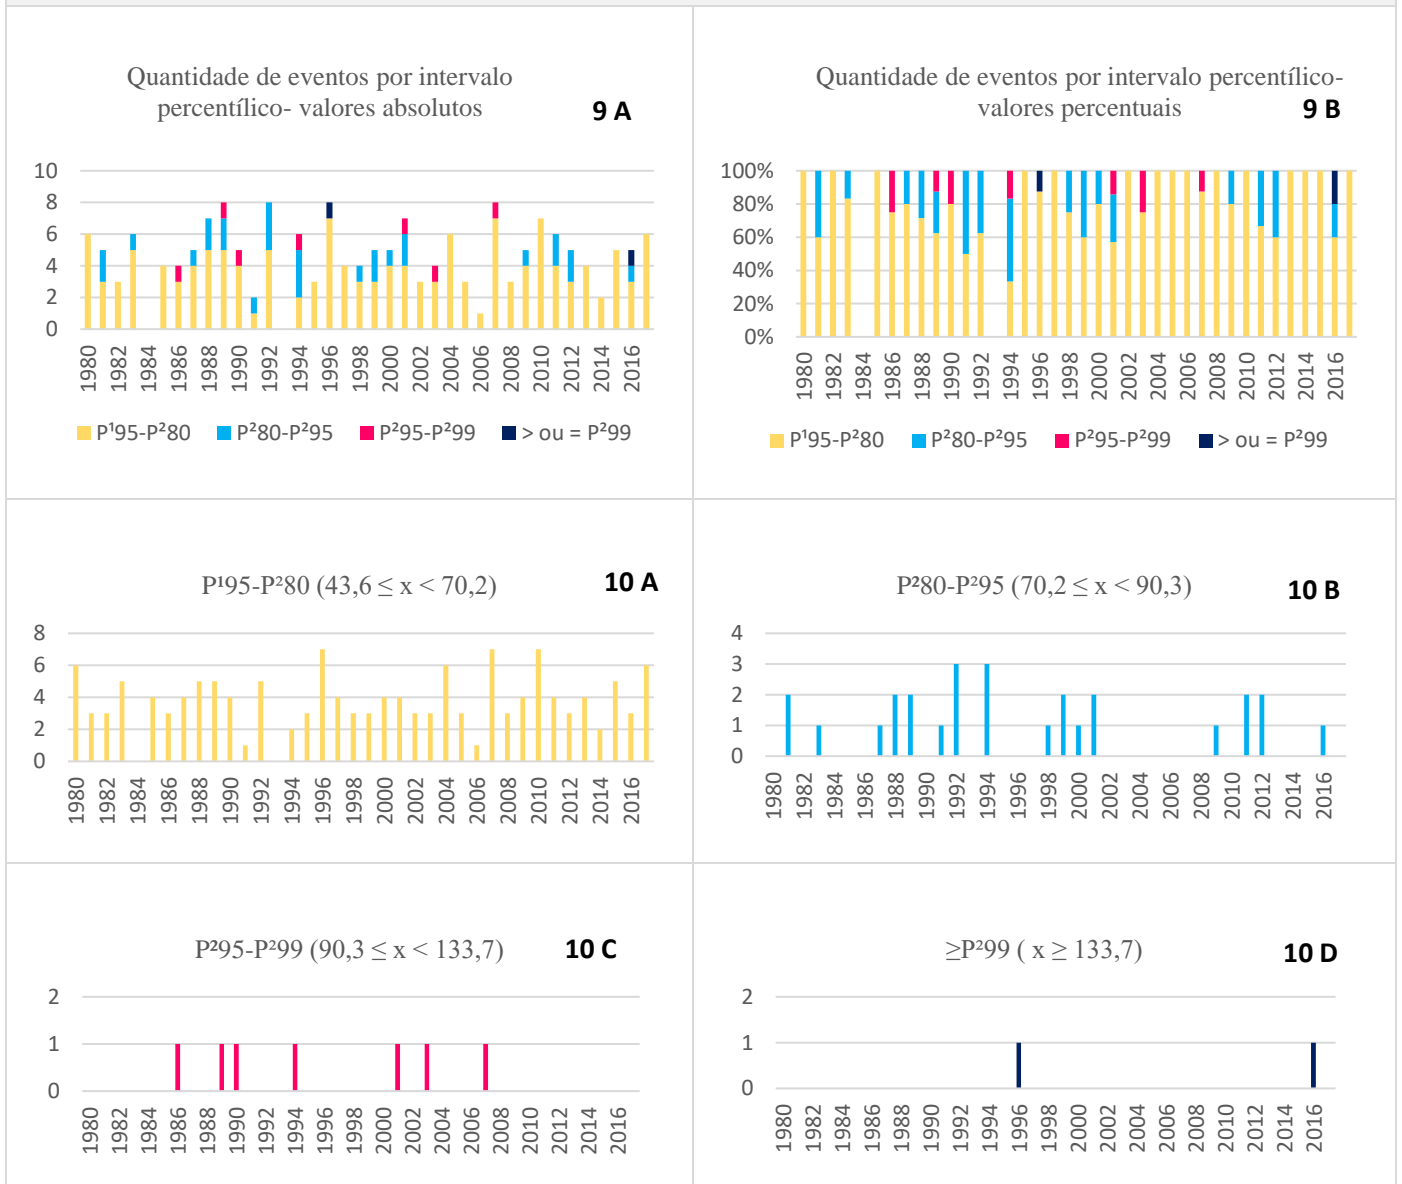 Quantidade de eventos por intervalo
percentílico- valores absolutos
9 A
10
8
6
4
2
0
1980 1982 1984 1986 1988 1990 1992 1994 1996 1998 2000 2002 2004 2006 2008 2010 2012 2014 2016
P¹95-P²80 P²80-P²95 P²95-P²99 > ou = P²99
Quantidade de eventos por intervalo percentílico-
valores percentuais
9 B
100%
80%
60%
40%
20%
0%
1980 1982 1984 1986 1988 1990 1992 1994 1996 1998 2000 2002 2004 2006 2008 2010 2012 2014 2016
P¹95-P²80 P²80-P²95 P²95-P²99 > ou = P²99
P¹95-P²80 (43,6 ≤ x < 70,2)
10 A
8
6
4
2
0
1980 1982 1984 1986 1988 1990 1992 1994 1996 1998 2000 2002 2004 2006 2008 2010 2012 2014 2016
P²80-P²95 (70,2 ≤ x < 90,3)
10 B
4
3
2
1
0
1980 1982 1984 1986 1988 1990 1992 1994 1996 1998 2000 2002 2004 2006 2008 2010 2012 2014 2016
P²95-P²99 (90,3 ≤ x < 133,7)
10 C
2
1
0
1980 1982 1984 1986 1988 1990 1992 1994 1996 1998 2000 2002 2004 2006 2008 2010 2012 2014 2016
≥P²99 ( x ≥ 133,7)
10 D
2
1
0
1980 1982 1984 1986 1988 1990 1992 1994 1996 1998 2000 2002 2004 2006 2008 2010 2012 2014 2016